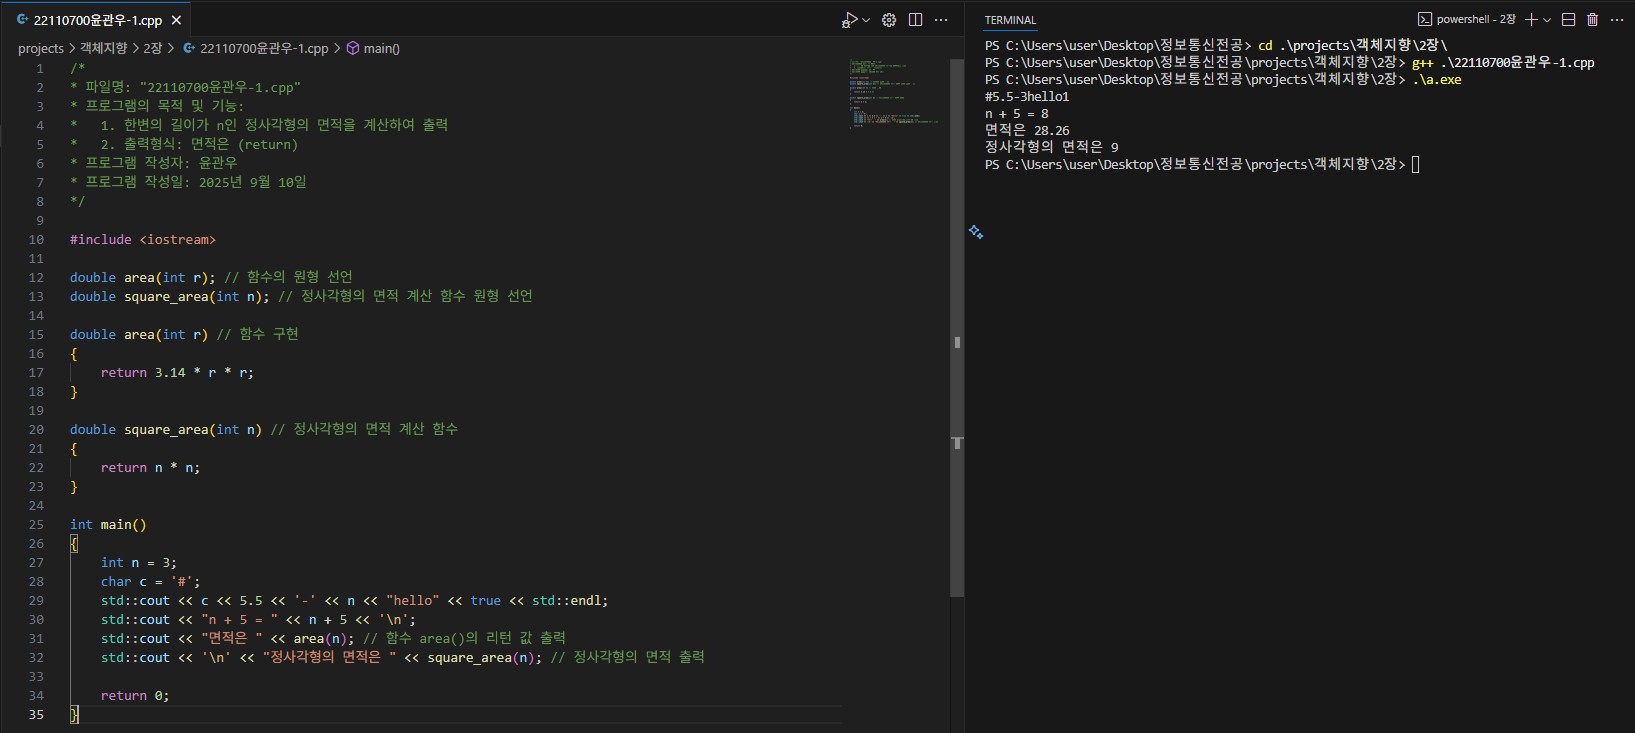 22110700윤관우-1.cpp
projects > 객체지향 > 2장 > 22110700윤관우-1.cpp > main()
1 /*
2 * 파일명: "22110700윤관우-1.cpp"
3 * 프로그램의 목적 및 기능:
4 *   1. 한변의 길이가 n인 정사각형의 면적을 계산하여 출력
5 *   2. 출력형식: 면적은 (return)
6 * 프로그램 작성자: 윤관우
7 * 프로그램 작성일: 2025년 9월 10일
8 */
9
10 #include <iostream>
11
12 double area(int r); // 함수의 원형 선언
13 double square_area(int n); // 정사각형의 면적 계산 함수 원형 선언
14
15 double area(int r) // 함수 구현
16 {
17     return 3.14 * r * r;
18 }
19
20 double square_area(int n) // 정사각형의 면적 계산 함수
21 {
22     return n * n;
23 }
24
25 int main()
26 {
27     int n = 3;
28     char c = '#';
29     std::cout << c << 5.5 << '-' << n << "hello" << true << std::endl;
30     std::cout << "n + 5 = " << n + 5 << '\n';
31     std::cout << "면적은 " << area(n); // 함수 area()의 리턴 값 출력
32     std::cout << '\n' << "정사각형의 면적은 " << square_area(n); // 정사각형의 면적 출력
33
34     return 0;
35 }
TERMINAL
powershell - 2장
PS C:\Users\user\Desktop\정보통신전공> cd .\projects\객체지향\2장\
PS C:\Users\user\Desktop\정보통신전공\projects\객체지향\2장> g++ .\22110700윤관우-1.cpp
PS C:\Users\user\Desktop\정보통신전공\projects\객체지향\2장> .\a.exe
#5.5-3hello1
n + 5 = 8
면적은 28.26
정사각형의 면적은 9
PS C:\Users\user\Desktop\정보통신전공\projects\객체지향\2장>